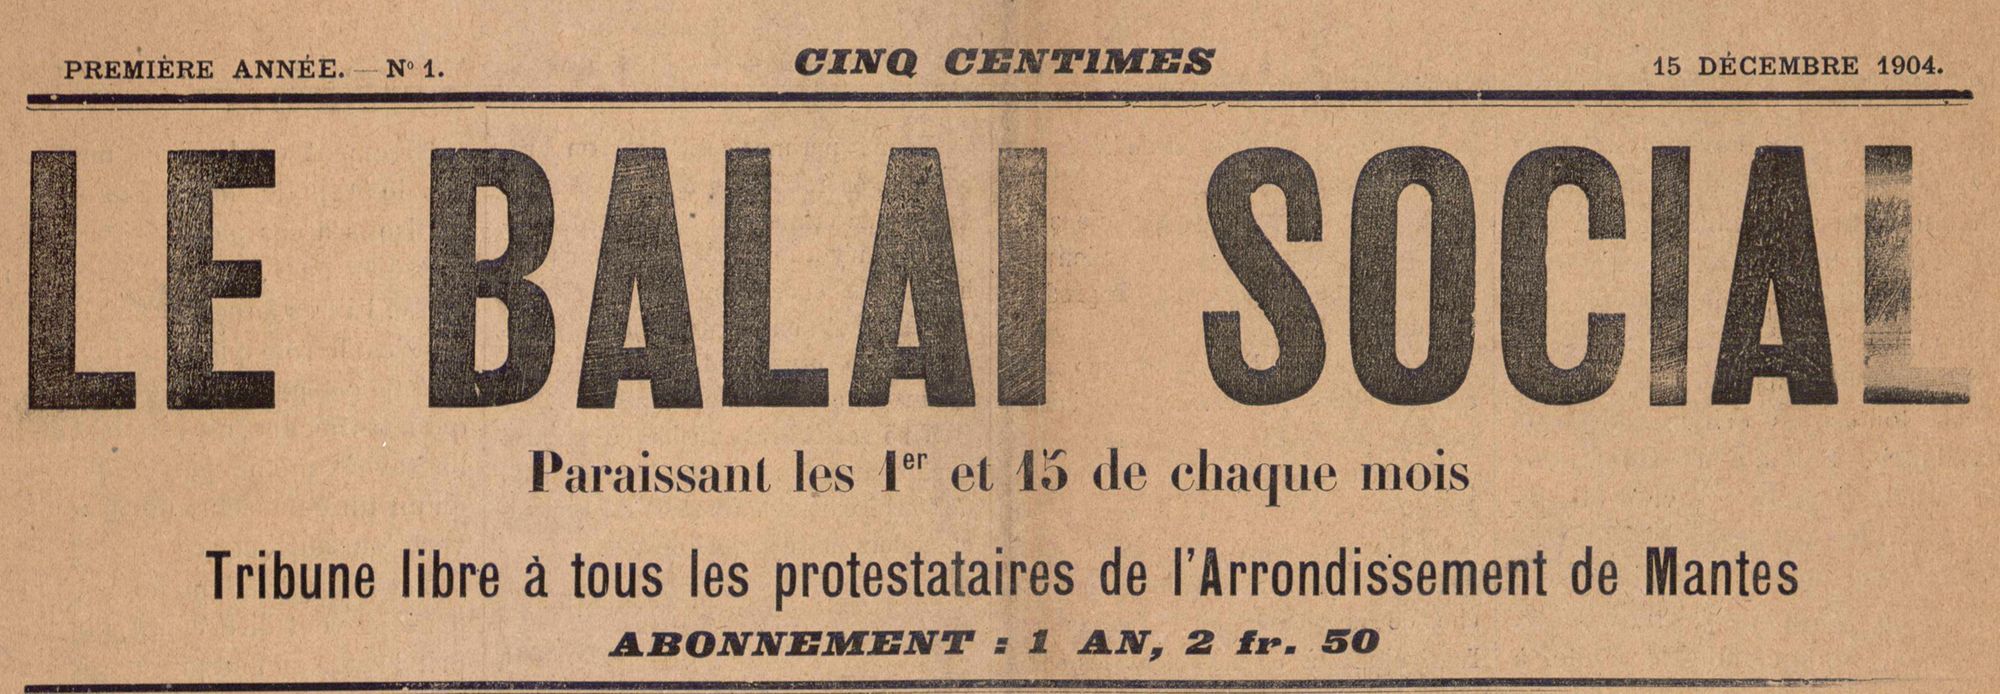 PREMIÈRE ANNÉE. — N° 1.
CINQ CENTIMES
15 DÉCEMBRE 1904.
LE BALAI SOCIAL
Paraissant les 1er et 15 de chaque mois
Tribune libre à tous les protestataires de l'Arrondissement de Mantes
ABONNEMENT : 1 AN, 2 fr. 50